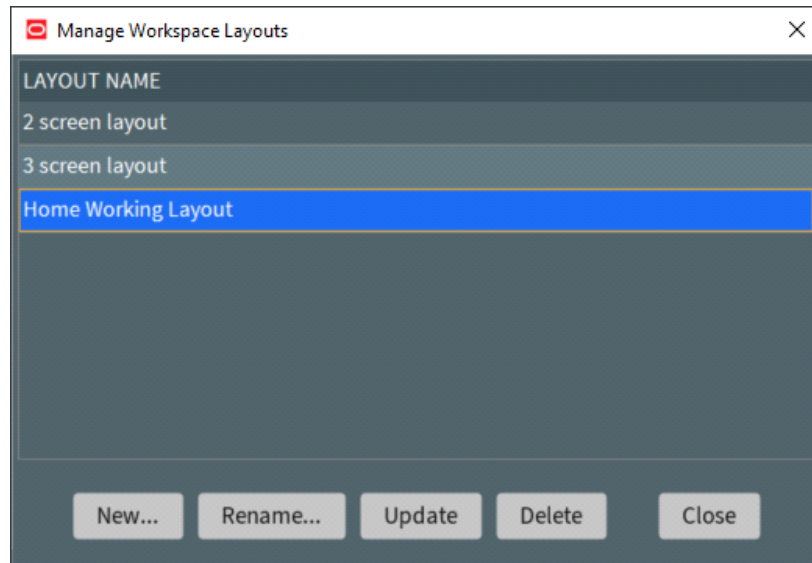 Manage Workspace Layouts
LAYOUT NAME
2 screen layout
3 screen layout
Home Working Layout
New... Rename... Update Delete Close